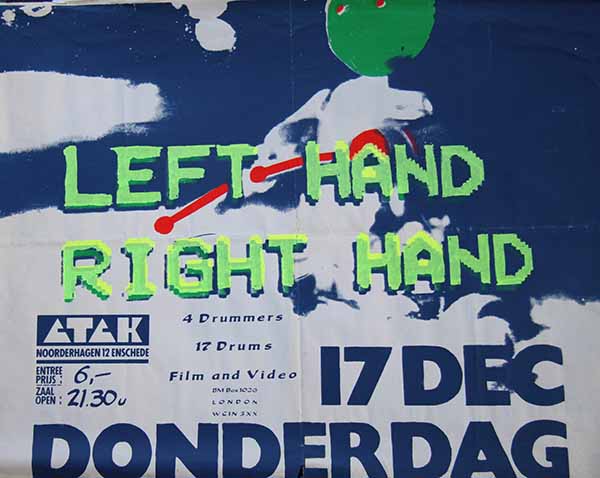 LEFT HAND
RIGHT HAND
ATAK
NOORDERHAGEN 12 ENSCHEDE
ENTREE PRIJS: 6,-
ZAAL OPEN: 21.30 u
4 Drummers
17 Drums
Film and Video
BM Box 1020
LONDON
WC1N 3XX
17 DEC
DONDERDAG